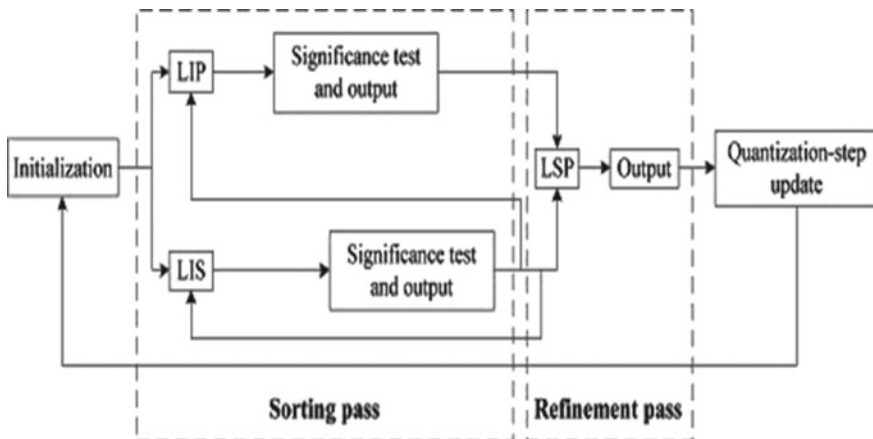 LIP
Significance test
and output
Initialization
LSP
Output
Quantization-step
update
LIS
Significance test
and output
Sorting pass
Refinement pass